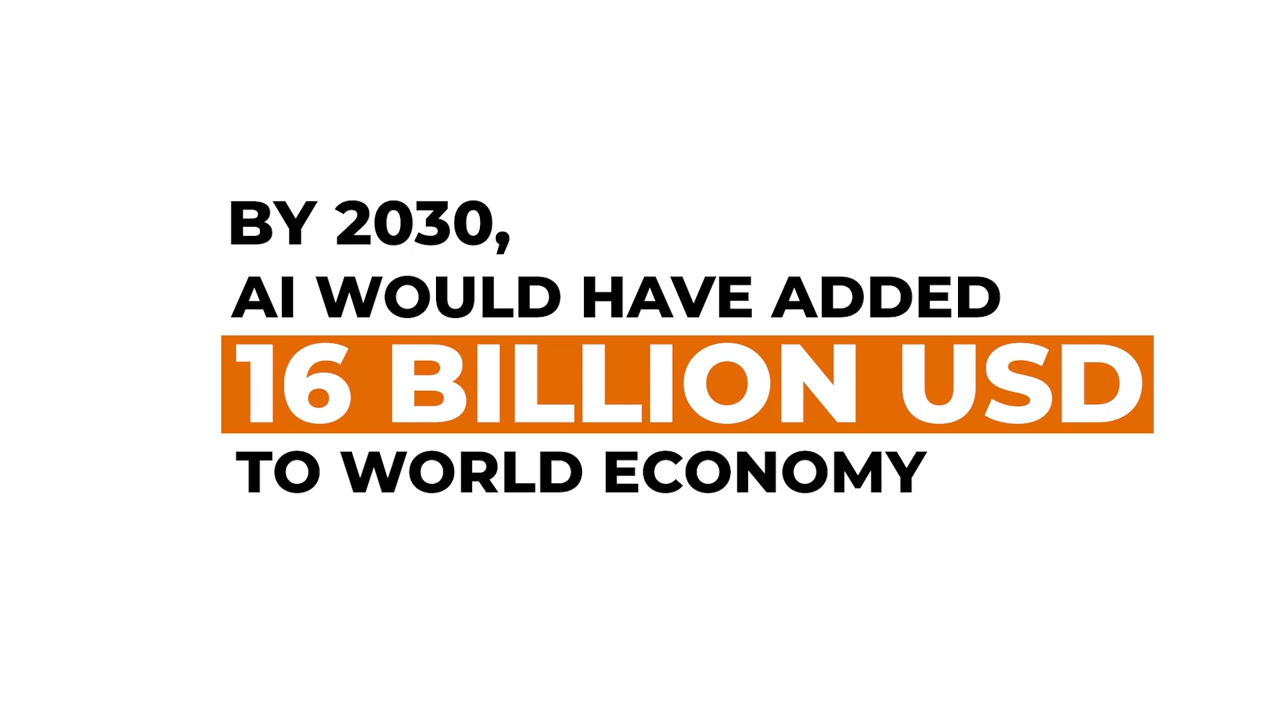 BY 2030,
AI WOULD HAVE ADDED
16 BILLION USD
TO WORLD ECONOMY